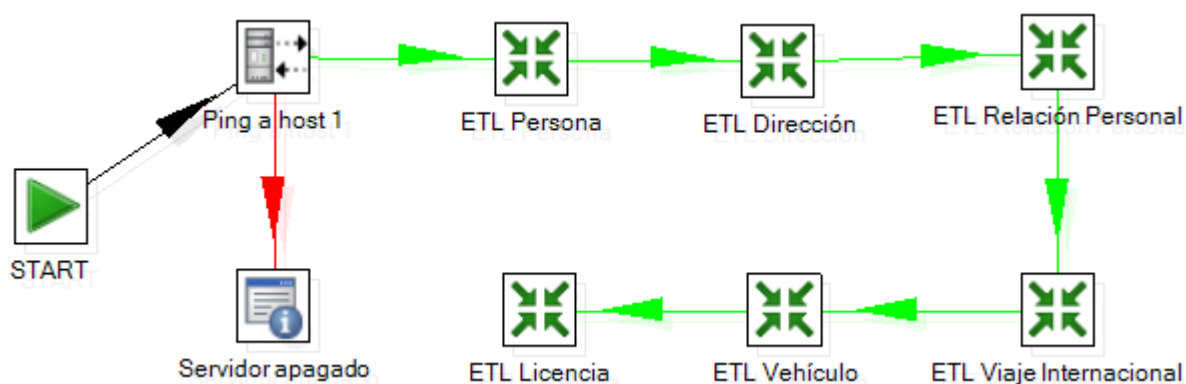 Ping a host 1
ETL Persona
ETL Dirección
ETL Relación Personal
START
Servidor apagado
ETL Licencia
ETL Vehículo
ETL Viaje Internacional